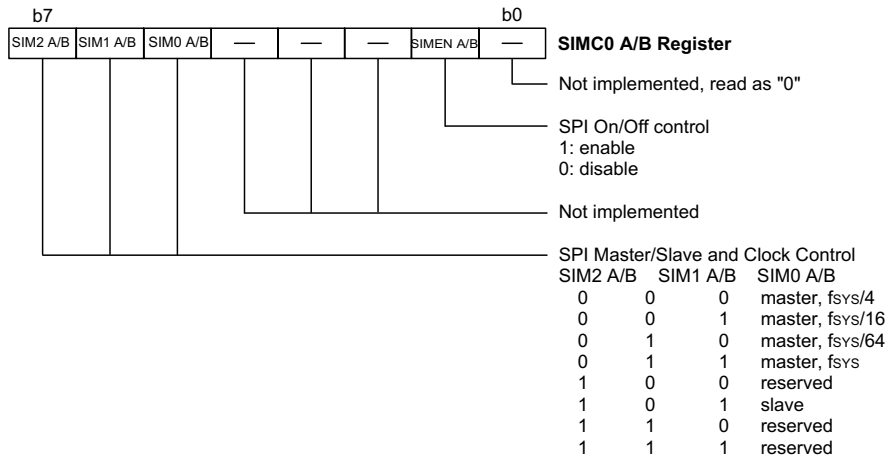 b7 b0
SIM2 A/B SIM1 A/B SIM0 A/B — — — SIMEN A/B — SIMC0 A/B Register
Not implemented, read as "0"
SPI On/Off control
1: enable
0: disable
Not implemented
SPI Master/Slave and Clock Control
SIM2 A/B SIM1 A/B SIM0 A/B
0 0 0 master, fSYS/4
0 0 1 master, fSYS/16
0 1 0 master, fSYS/64
0 1 1 master, fSYS
1 0 0 reserved
1 0 1 slave
1 1 0 reserved
1 1 1 reserved